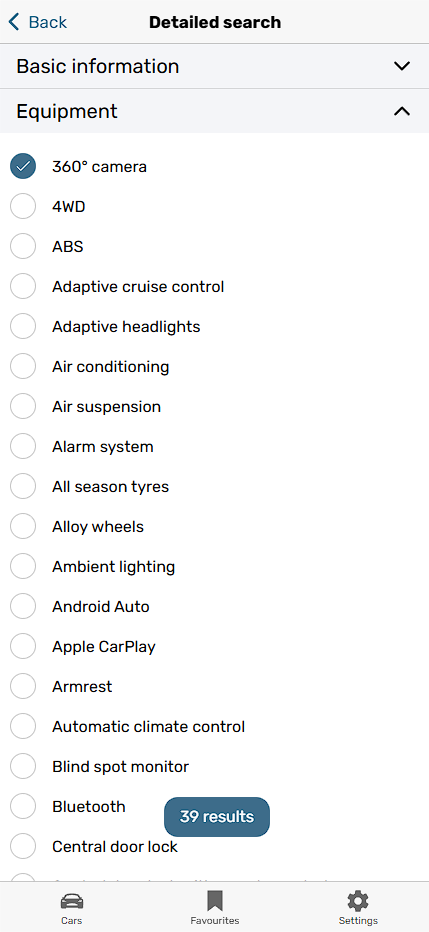 Back
Detailed search
Basic information
Equipment
360° camera
4WD
ABS
Adaptive cruise control
Adaptive headlights
Air conditioning
Air suspension
Alarm system
All season tyres
Alloy wheels
Ambient lighting
Android Auto
Apple CarPlay
Armrest
Automatic climate control
Blind spot monitor
Bluetooth
39 results
Central door lock
Cars
Favourites
Settings